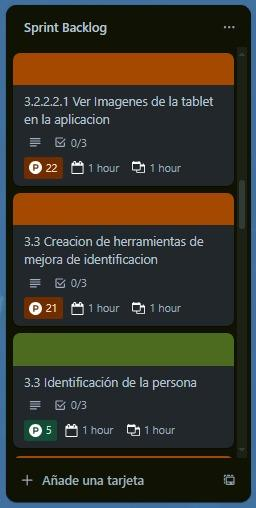 Sprint Backlog
3.2.2.2.1 Ver Imagenes de la tablet
en la aplicacion
0/3
P 22 1 hour 1 hour
3.3 Creacion de herramientas de
mejora de identificacion
0/3
P 21 1 hour 1 hour
3.3 Identificación de la persona
0/3
P 5 1 hour 1 hour
Añade una tarjeta